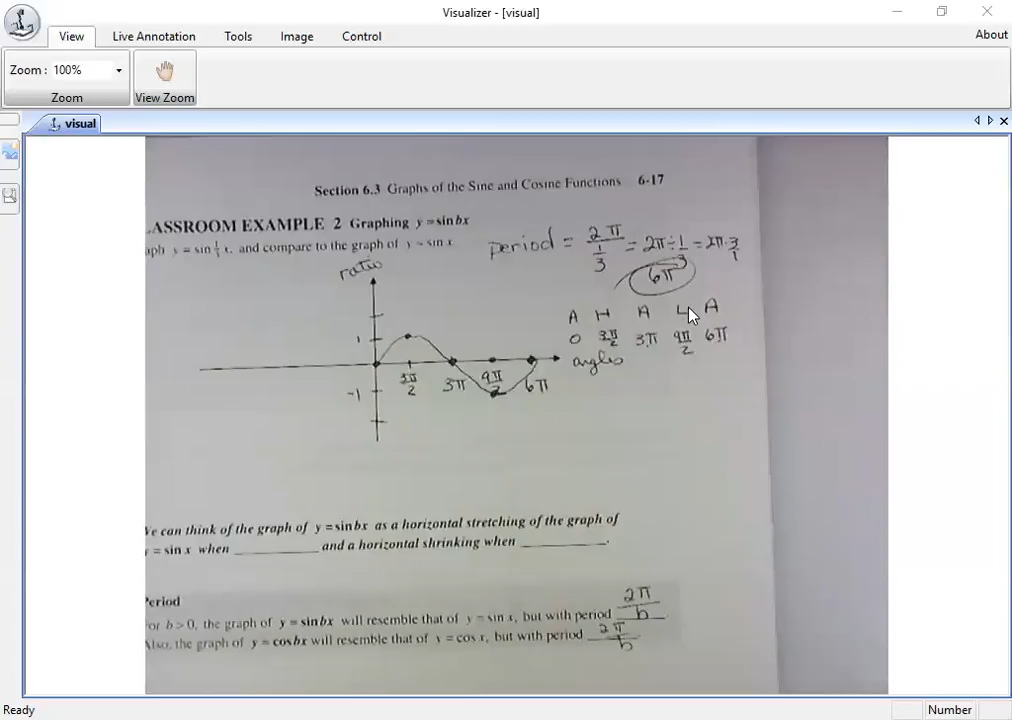 Visualizer - [visual]
View Live Annotation Tools Image Control About
Zoom : 100%
Zoom View Zoom
visual
Section 6.3 Graphs of the Sine and Cosine Functions 6-17
ASSROOM EXAMPLE 2 Graphing y = sin bx
aph y = sin 1/3 x, and compare to the graph of y = sin x
period = 2π / 1/3 = 2π ÷ 1/3 = 2π · 3/1
6π
ratio
A H A L A
0 3π/2 3π 9π/2 6π
angles
1
-1
3π/2 3π 9π/2 6π
We can think of the graph of y = sin bx as a horizontal stretching of the graph of
y = sin x when ____________ and a horizontal shrinking when ____________.
Period
For b > 0, the graph of y = sin bx will resemble that of y = sin x, but with period 2π/b
Also, the graph of y = cos bx will resemble that of y = cos x, but with period 2π/b
Ready Number